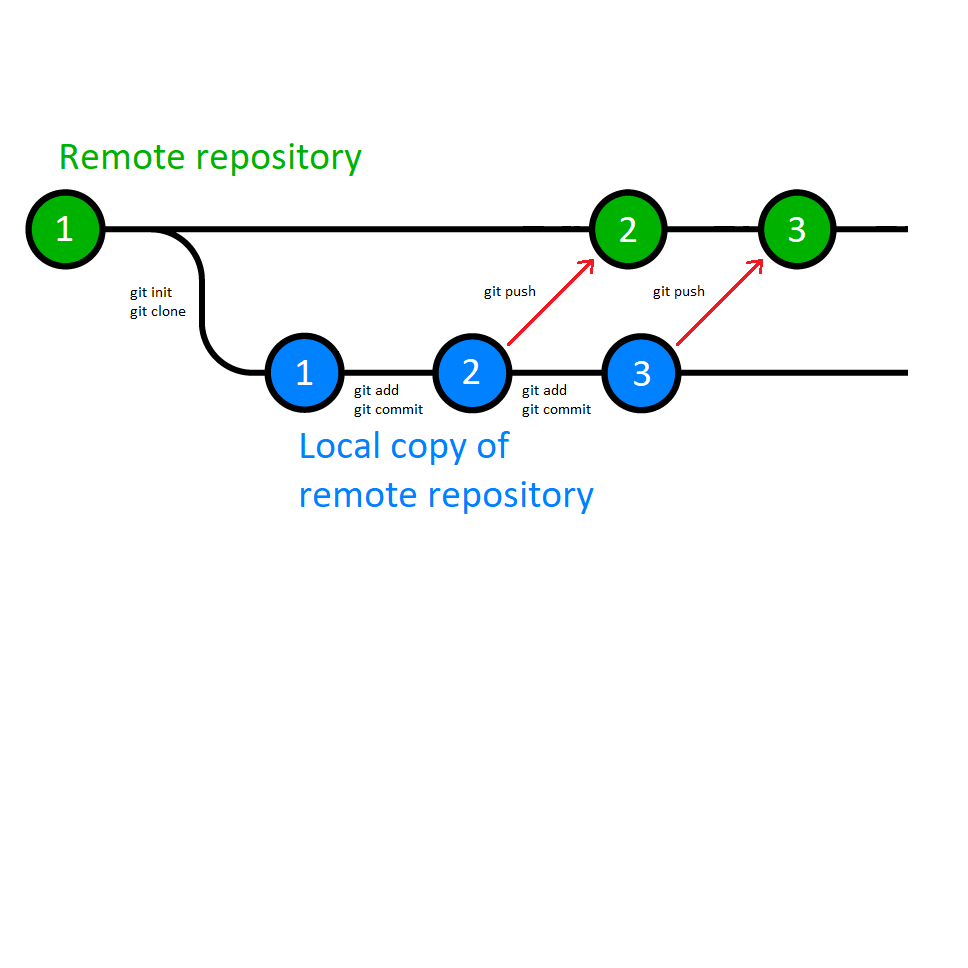 Remote repository
1
2
3
git init
git clone
git push
git push
1
2
3
git add
git commit
git add
git commit
Local copy of
remote repository